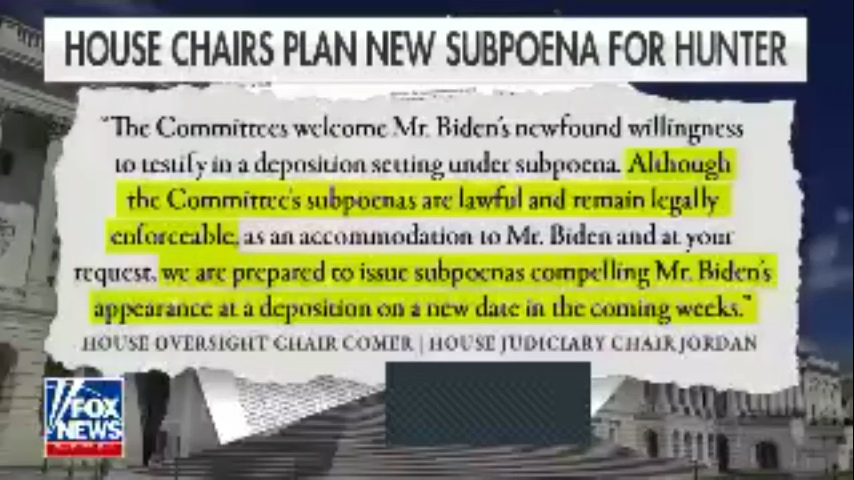 HOUSE CHAIRS PLAN NEW SUBPOENA FOR HUNTER
"The Committees welcome Mr. Biden's newfound willingness
to testify in a deposition setting under subpoena. Although
the Committee's subpoenas are lawful and remain legally
enforceable, as an accommodation to Mr. Biden and at your
request, we are prepared to issue subpoenas compelling Mr. Biden's
appearance at a deposition on a new date in the coming weeks."
HOUSE OVERSIGHT CHAIR COMER | HOUSE JUDICIARY CHAIR JORDAN
FOX
NEWS